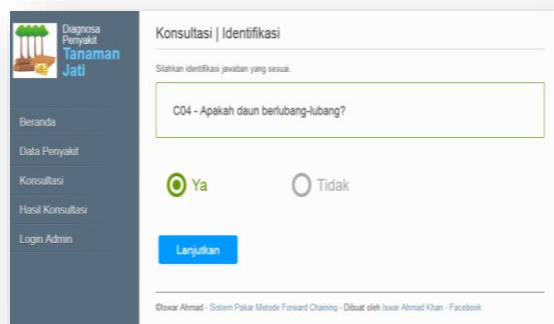 Diagnosa
Penyakit
Tanaman
Jati
Beranda
Data Penyakit
Konsultasi
Hasil Konsultasi
Login Admin
Konsultasi | Identifikasi
Silahkan identifikasi jawaban yang sesuai.
C04 - Apakah daun berlubang-lubang?
Ya
Tidak
Lanjutkan
©Iswar Ahmad - Sistem Pakar Metode Forward Chaining - Dibuat oleh Iswar Ahmad Khan - Facebook